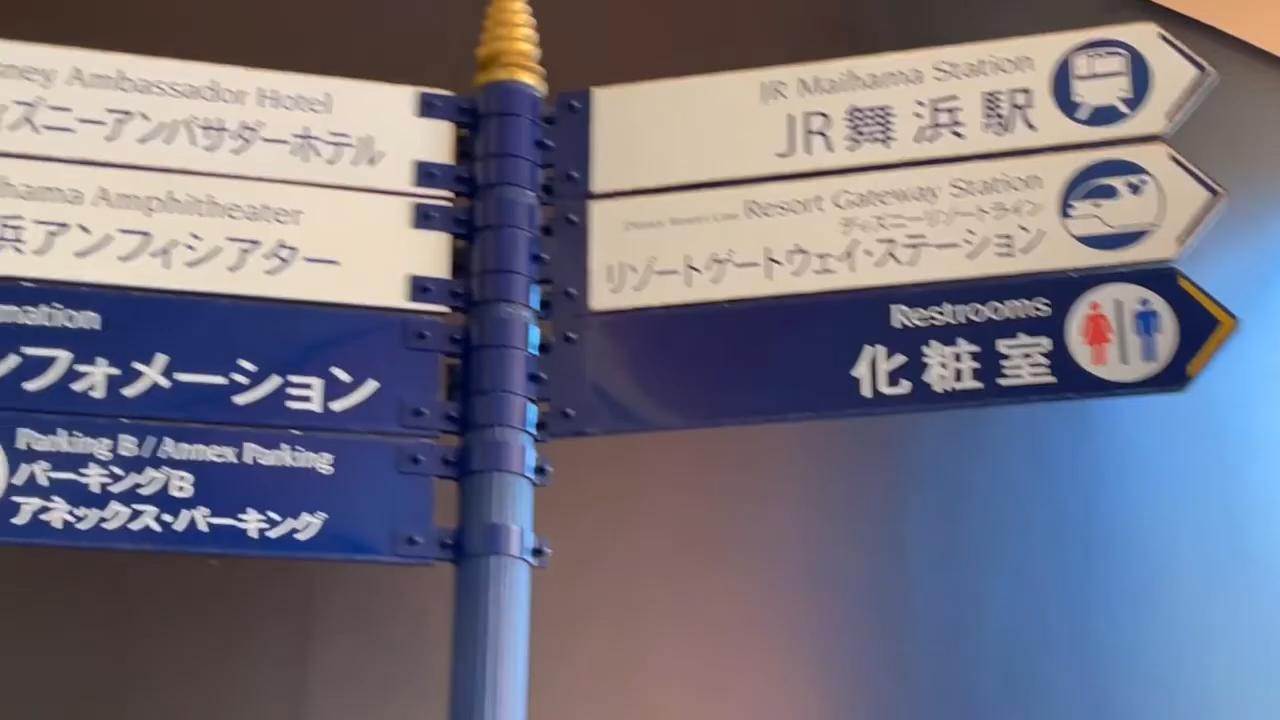 Ambassador Hotel
ィズニーアンバサダーホテル
hama Amphitheater
浜アンフィシアター
mation
ンフォメーション
Parking B / Annex Parking
パーキングB
アネックス・パーキング
JR Maihama Station
JR舞浜駅
Resort Gateway Station
ディズニーリゾートライン
リゾートゲートウェイ・ステーション
Restrooms
化粧室